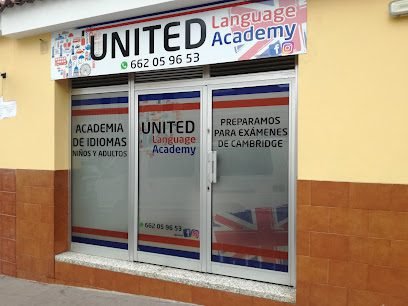 UNITED Language
Academy
662 05 96 53
ACADEMIA
DE IDIOMAS
NIÑOS Y ADULTOS
UNITED
Language
Academy
662 05 96 53
PREPARAMOS
PARA EXÁMENES
DE CAMBRIDGE